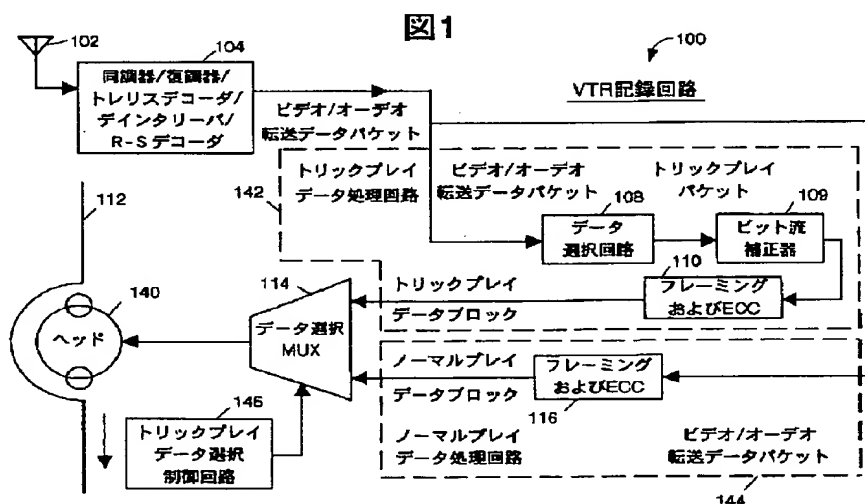 図1
102
104
100
VTR記録回路
同調器/復調器/
トレリスデコーダ/
デインタリーバ/
R-Sデコーダ
ビデオ/オーデオ
転送データパケット
142
トリックプレイ
データ処理回路
ビデオ/オーデオ
転送データパケット
トリックプレイ
パケット
108
109
データ
選択回路
ビット流
補正器
112
140
ヘッド
114
データ選択
MUX
トリックプレイ
データブロック
110
フレーミング
およびECC
ノーマルプレイ
データブロック
フレーミング
およびECC
116
146
トリックプレイ
データ選択
制御回路
ノーマルプレイ
データ処理回路
ビデオ/オーデオ
転送データパケット
144